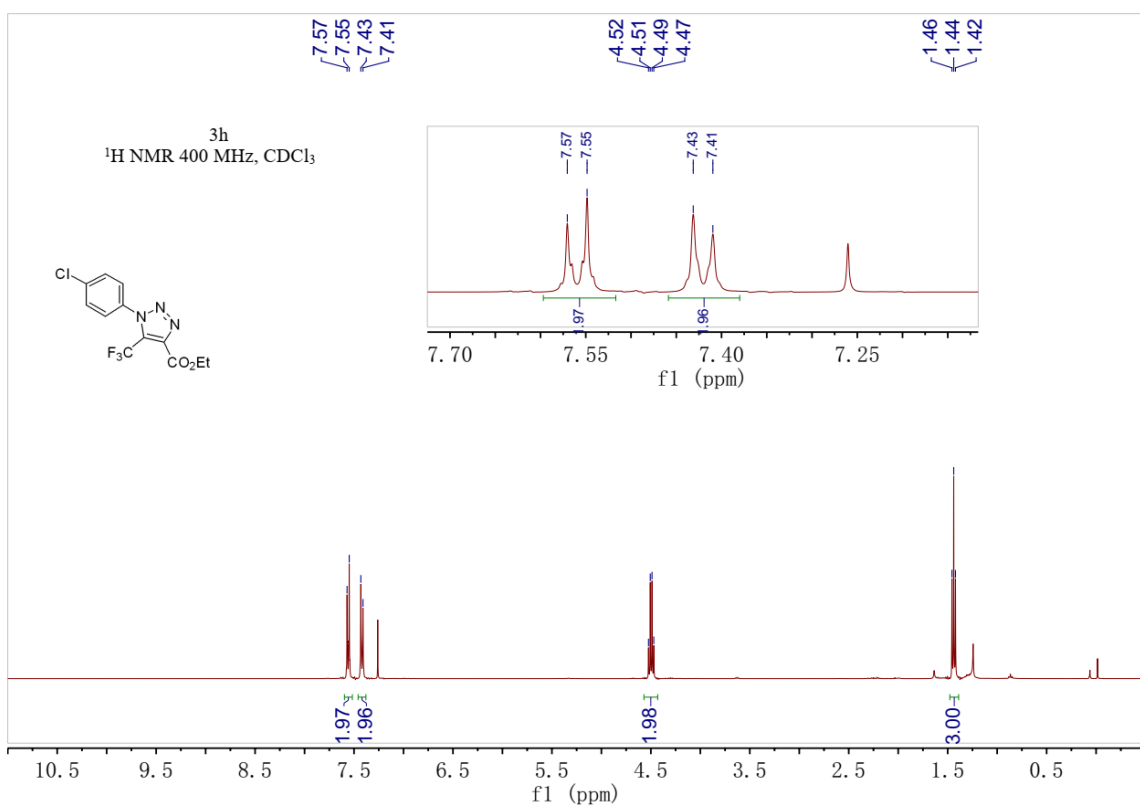 7.57
7.55
7.43
7.41
4.52
4.51
4.49
4.47
1.46
1.44
1.42
3h
¹H NMR 400 MHz, CDCl₃
7.57
7.55
7.43
7.41
1.97
1.96
7.70 7.55 7.40 7.25
f1 (ppm)
Cl
N
N
N
F₃C
CO₂Et
1.97
1.96
1.98
3.00
10.5 9.5 8.5 7.5 6.5 5.5 4.5 3.5 2.5 1.5 0.5
f1 (ppm)